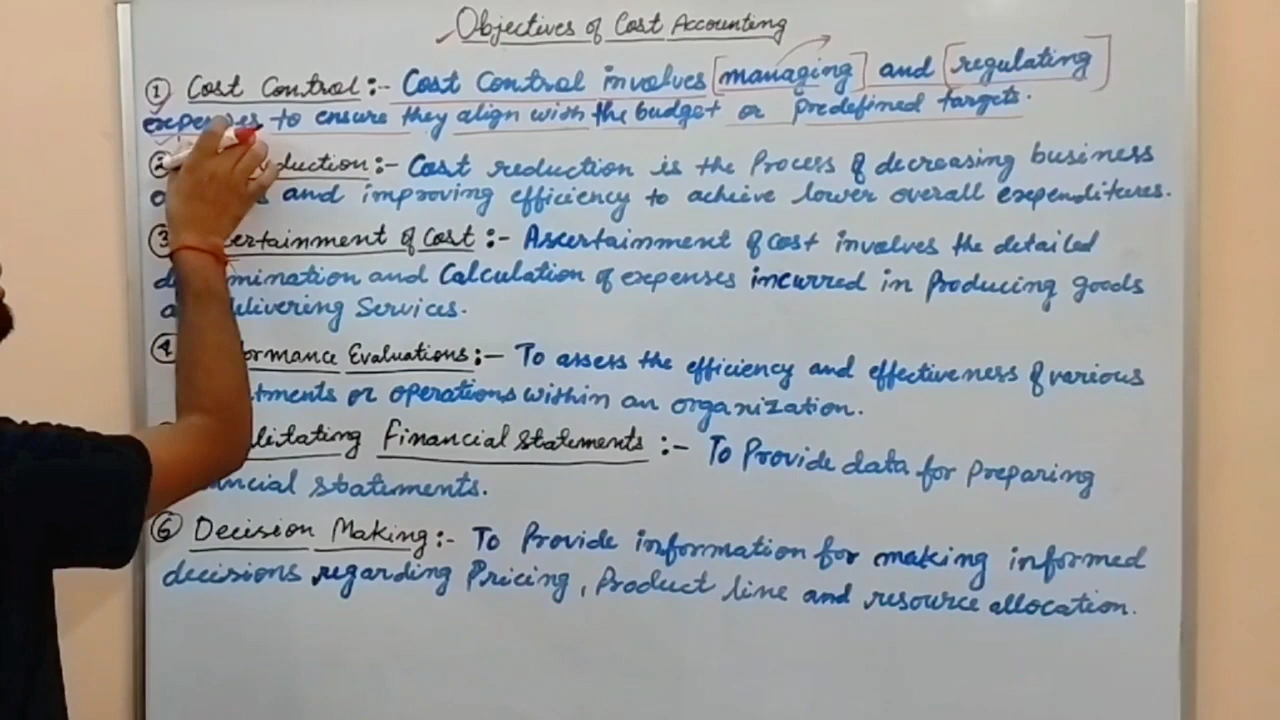 Objectives of Cost Accounting
① Cost Control :- Cost Control involves [managing] and [regulating]
expenses to ensure they align with the budget or Predefined targets.
② duction :- Cost reduction is the Process of decreasing business
and improving efficiency to achieve lower overall expenditures.
③ ertainment of Cost :- Ascertainment of cost involves the detailed
mination and Calculation of expenses incurred in Producing goods
delivering Services.
④ ormance Evaluations :- To assess the efficiency and effectiveness of various
tments or operations within an organization.
litating Financial Statements :- To Provide data for Preparing
ncial statements.
⑥ Decision Making :- To Provide information for making informed
decisions regarding Pricing, Product line and resource allocation.